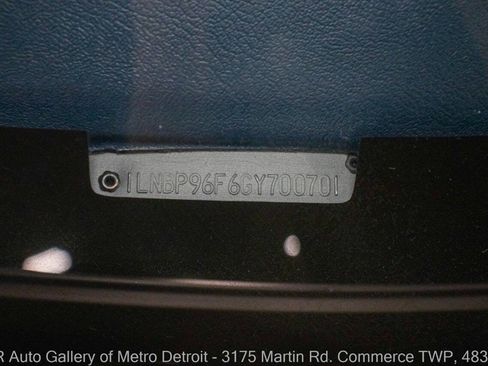 1LNBP96F6GY700701
R Auto Gallery of Metro Detroit - 3175 Martin Rd. Commerce TWP, 483